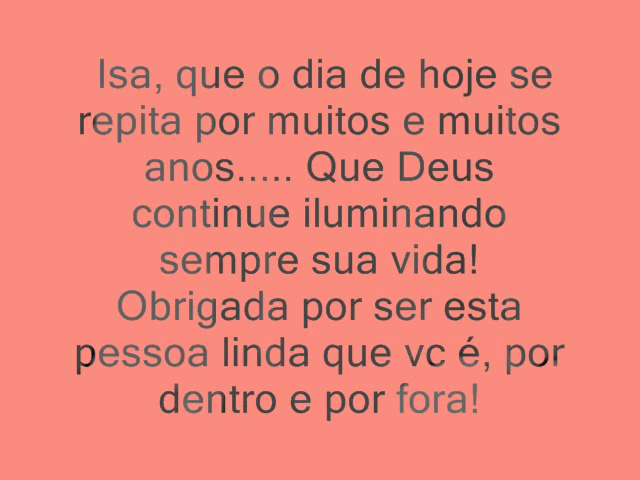 Isa, que o dia de hoje se
repita por muitos e muitos
anos..... Que Deus
continue iluminando
sempre sua vida!
Obrigada por ser esta
pessoa linda que vc é, por
dentro e por fora!